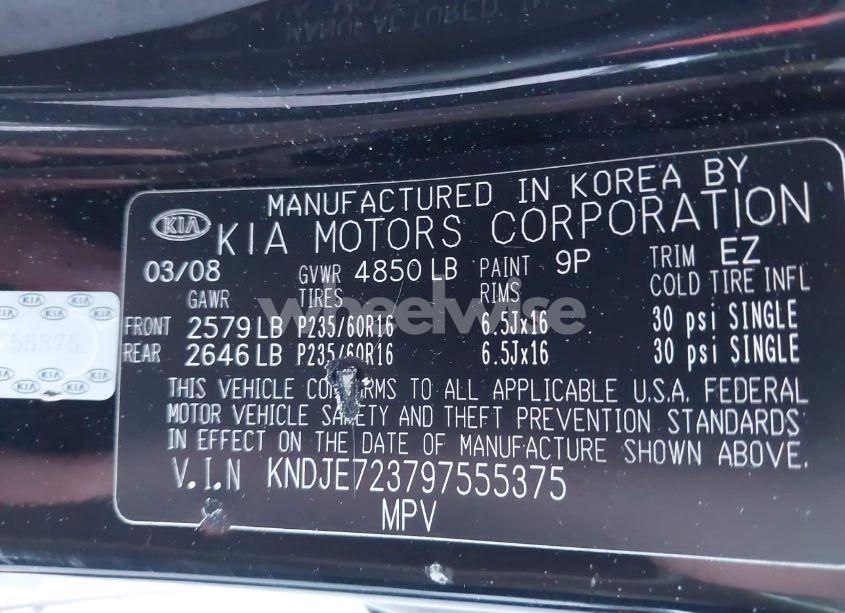 MANUFACTURED IN KOREA BY
KIA KIA MOTORS CORPORATION
03/08 GVWR 4850 LB PAINT 9P TRIM EZ
GAWR TIRES RIMS COLD TIRE INFL
FRONT 2579 LB P235/60R16 6.5Jx16 30 psi SINGLE
REAR 2646 LB P235/60R16 6.5Jx16 30 psi SINGLE
THIS VEHICLE CONFORMS TO ALL APPLICABLE U.S.A. FEDERAL
MOTOR VEHICLE SAFETY AND THEFT PREVENTION STANDARDS
IN EFFECT ON THE DATE OF MANUFACTURE SHOWN ABOVE.
V.I.N KNDJE723797555375
MPV
KIA KIA
555375
wheelwise